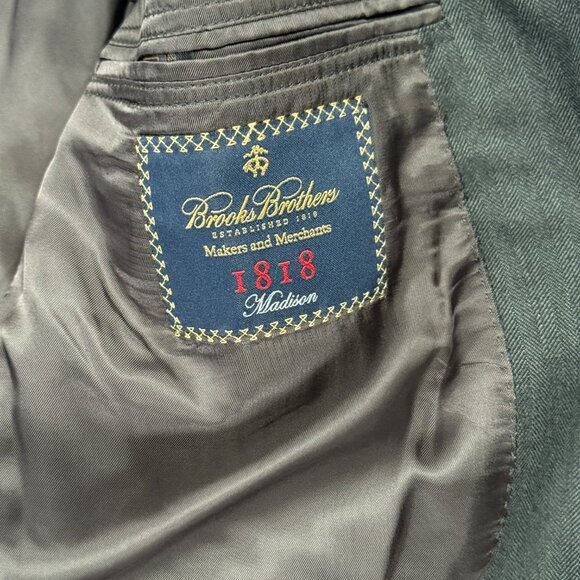 Brooks Brothers
ESTABLISHED 1818
Makers and Merchants
1818
Madison